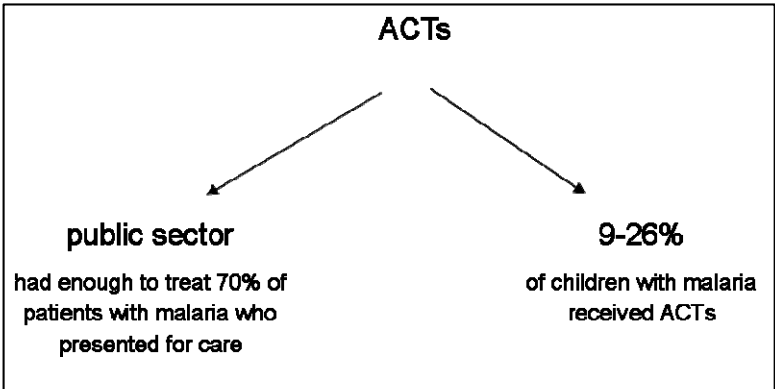 ACTs
public sector
had enough to treat 70% of
patients with malaria who
presented for care
9-26%
of children with malaria
received ACTs